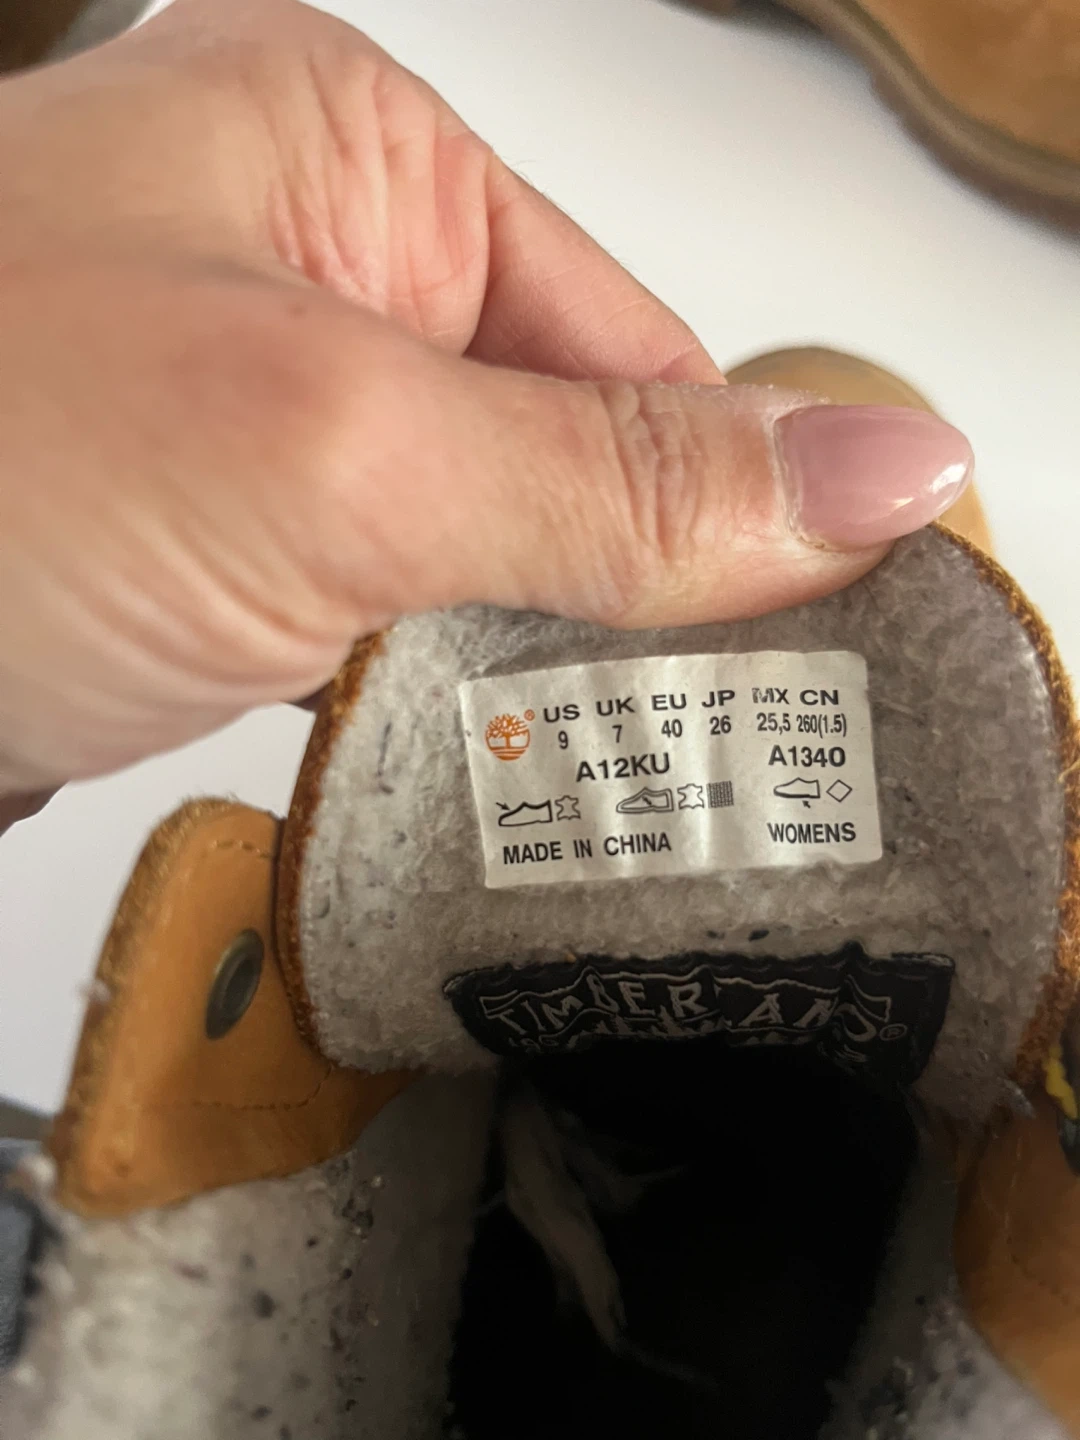 ® US UK EU JP MX CN
9 7 40 26 25,5 260(1.5)
A12KU A1340
MADE IN CHINA WOMENS
TIMBERLAND ®